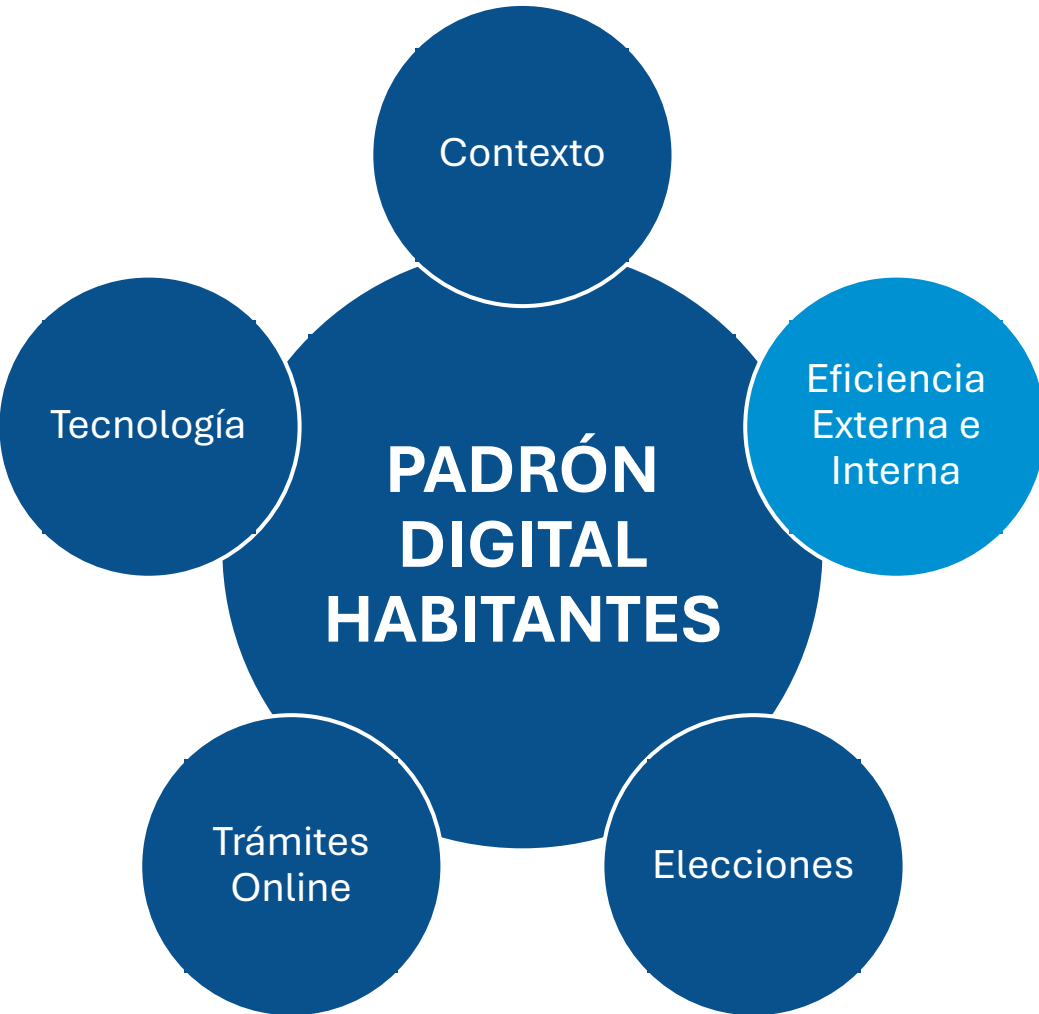 Contexto
Eficiencia
Externa e
Interna
Tecnología
PADRÓN
DIGITAL
HABITANTES
Trámites
Online
Elecciones